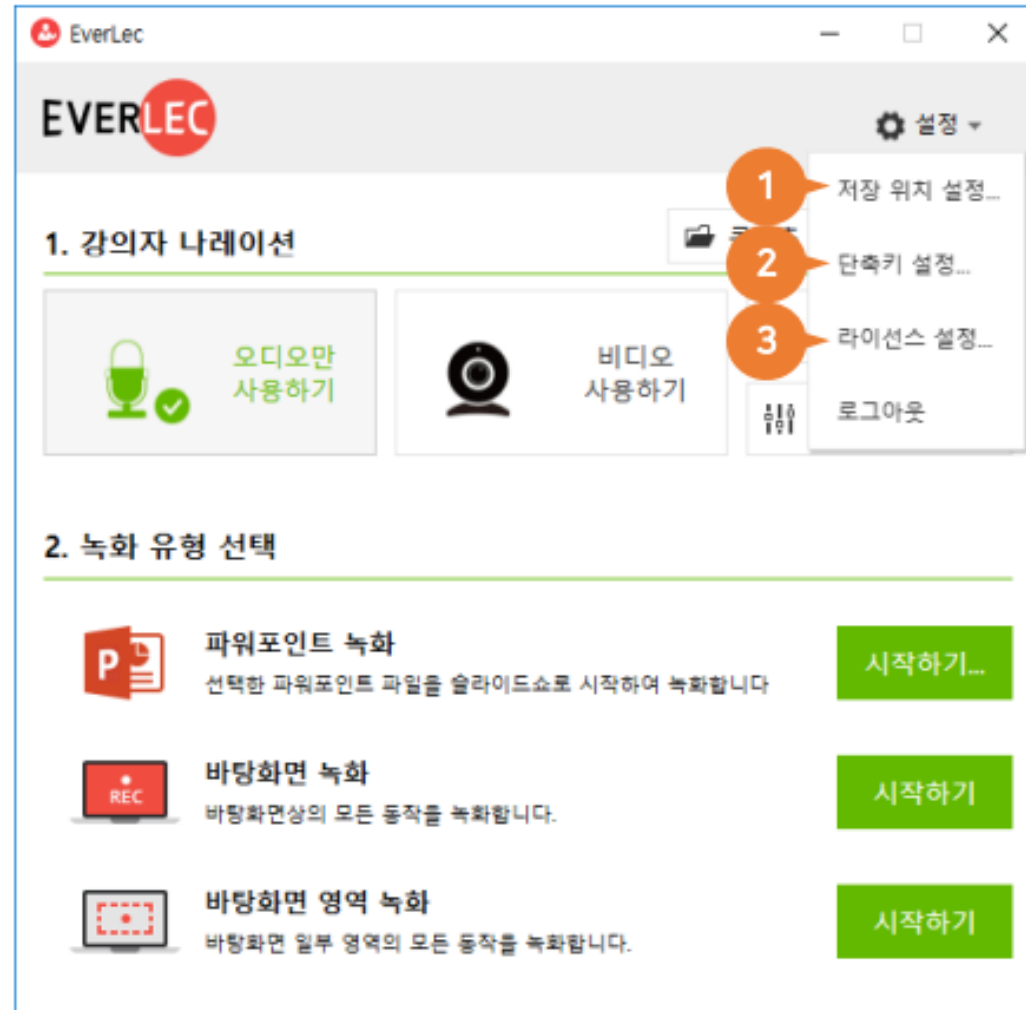 EverLec
EVERLEC
설정
1 저장 위치 설정...
2 단축키 설정...
3 라이선스 설정...
로그아웃
1. 강의자 나레이션
오디오만
사용하기
비디오
사용하기
2. 녹화 유형 선택
파워포인트 녹화
선택한 파워포인트 파일을 슬라이드쇼로 시작하여 녹화합니다
시작하기...
REC
바탕화면 녹화
바탕화면상의 모든 동작을 녹화합니다.
시작하기
바탕화면 영역 녹화
바탕화면 일부 영역의 모든 동작을 녹화합니다.
시작하기